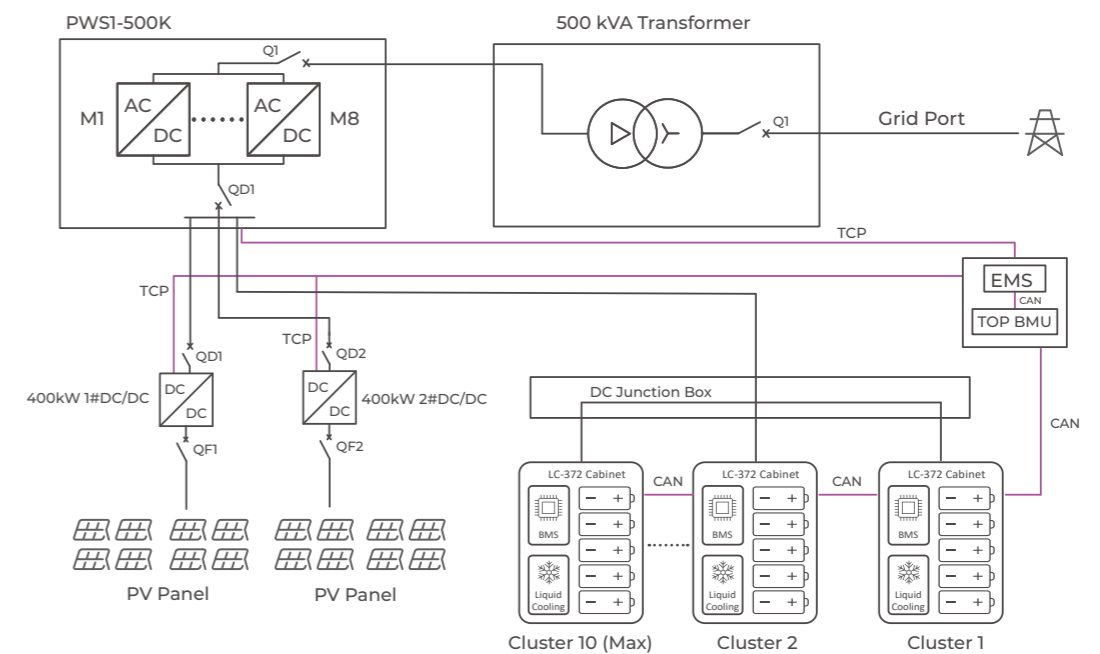 PWS1-500K
500 kVA Transformer
Q1
M1
AC
DC
AC
DC
M8
QD1
Q1
Grid Port
TCP
TCP
TCP
EMS
CAN
TOP BMU
QD1
QD2
400kW 1#DC/DC
DC
DC
DC
DC
400kW 2#DC/DC
QF1
QF2
DC Junction Box
CAN
LC-372 Cabinet
LC-372 Cabinet
LC-372 Cabinet
CAN
CAN
BMS
BMS
BMS
Liquid
Cooling
Liquid
Cooling
Liquid
Cooling
PV Panel
PV Panel
Cluster 10 (Max)
Cluster 2
Cluster 1